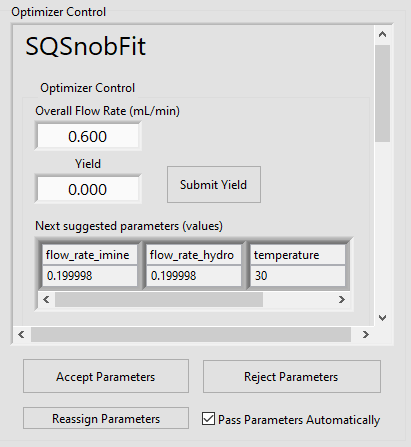 Optimizer Control
SQSnobFit
Optimizer Control
Overall Flow Rate (mL/min)
0.600
Yield
0.000
Submit Yield
Next suggested parameters (values)
flow_rate_imine flow_rate_hydro temperature
0.199998 0.199998 30
Accept Parameters Reject Parameters
Reassign Parameters Pass Parameters Automatically